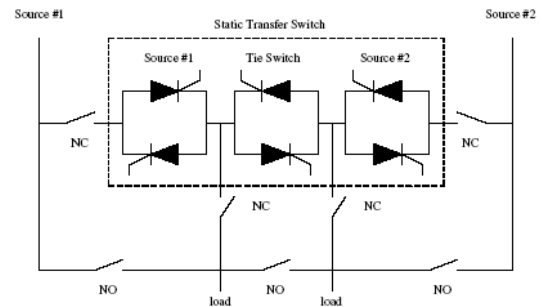 Source #1
Source #2
Static Transfer Switch
Source #1
Tie Switch
Source #2
NC
NC
NC
NC
NO
load
NO
load
NO